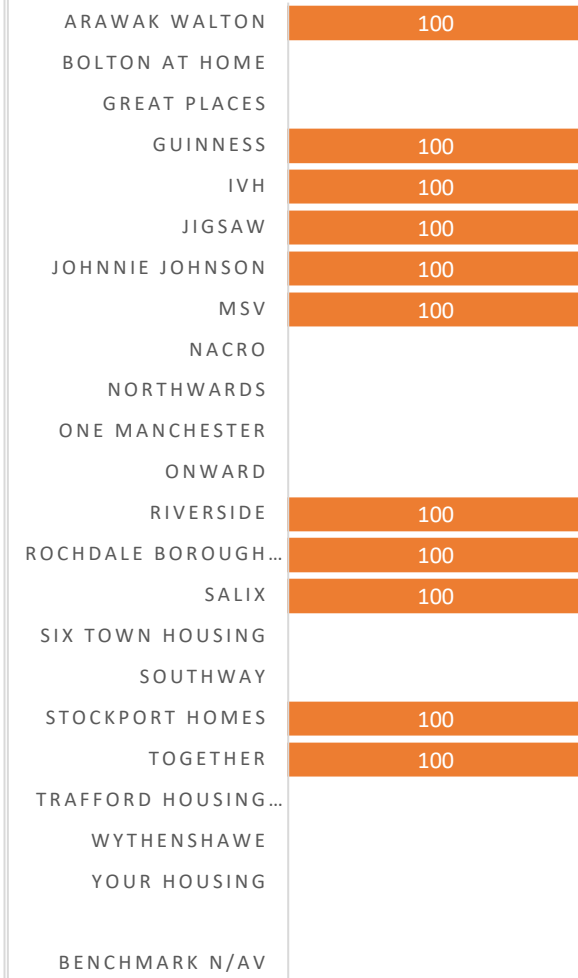 ARAWAK WALTON 100
BOLTON AT HOME
GREAT PLACES
GUINNESS 100
IVH 100
JIGSAW 100
JOHNNIE JOHNSON 100
MSV 100
NACRO
NORTHWARDS
ONE MANCHESTER
ONWARD
RIVERSIDE 100
ROCHDALE BOROUGH… 100
SALIX 100
SIX TOWN HOUSING
SOUTHWAY
STOCKPORT HOMES 100
TOGETHER 100
TRAFFORD HOUSING…
WYTHENSHAWE
YOUR HOUSING
BENCHMARK N/AV